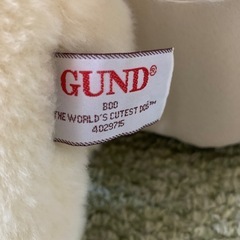 GUND®
BOO
THE WORLD'S CUTEST DOG™
4029715